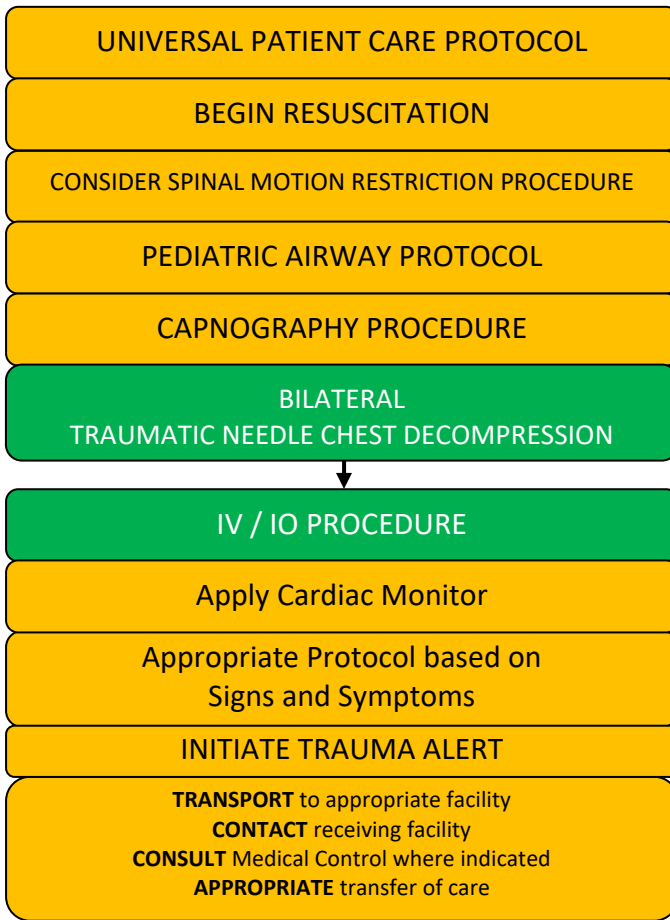 UNIVERSAL PATIENT CARE PROTOCOL
BEGIN RESUSCITATION
CONSIDER SPINAL MOTION RESTRICTION PROCEDURE
PEDIATRIC AIRWAY PROTOCOL
CAPNOGRAPHY PROCEDURE
BILATERAL
TRAUMATIC NEEDLE CHEST DECOMPRESSION
IV / IO PROCEDURE
Apply Cardiac Monitor
Appropriate Protocol based on
Signs and Symptoms
INITIATE TRAUMA ALERT
TRANSPORT to appropriate facility
CONTACT receiving facility
CONSULT Medical Control where indicated
APPROPRIATE transfer of care